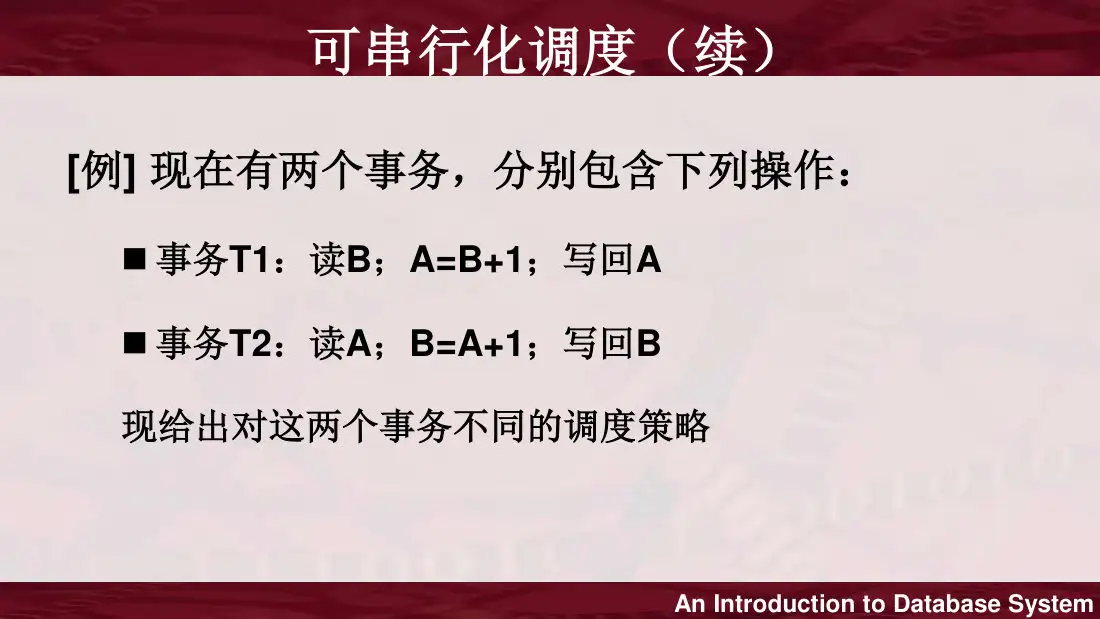 可串行化调度（续）
[例] 现在有两个事务，分别包含下列操作：
■ 事务T1：读B；A=B+1；写回A
■ 事务T2：读A；B=A+1；写回B
现给出对这两个事务不同的调度策略
An Introduction to Database System